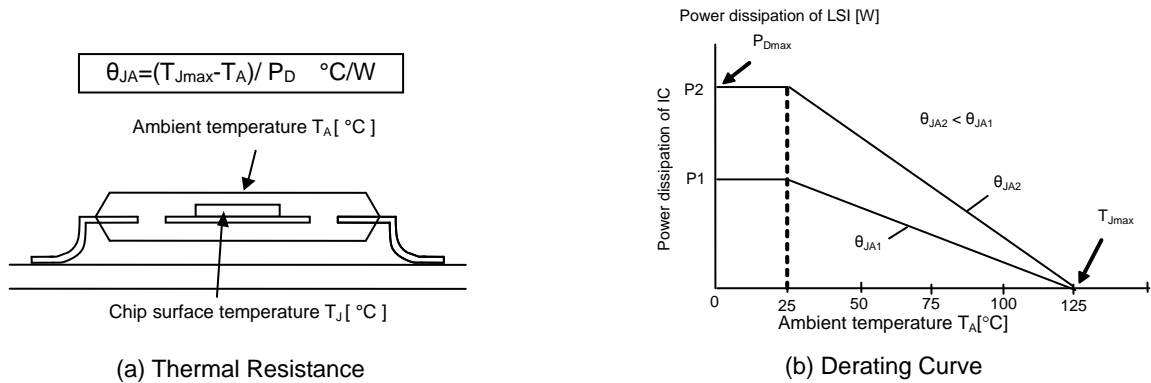 θJA=(TJmax-TA)/ PD °C/W
Ambient temperature TA[ °C ]
Chip surface temperature TJ[ °C ]
(a) Thermal Resistance
Power dissipation of LSI [W]
PDmax
P2
θJA2 < θJA1
Power dissipation of IC
P1
θJA2
TJmax
θJA1
0 25 50 75 100 125
Ambient temperature TA[°C]
(b) Derating Curve